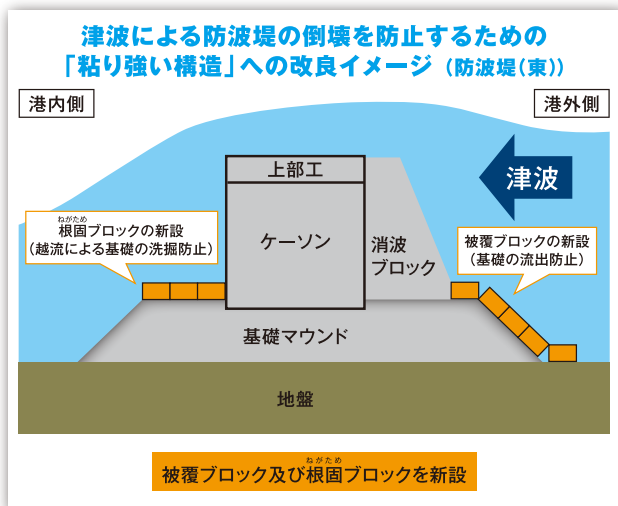 津波による防波堤の倒壊を防止するための
「粘り強い構造」への改良イメージ（防波堤（東））
港内側
港外側
津波
上部工
ケーソン
消波
ブロック
ねがため
根固ブロックの新設
（越流による基礎の洗掘防止）
被覆ブロックの新設
（基礎の流出防止）
基礎マウンド
地盤
ねがため
被覆ブロック及び根固ブロックを新設